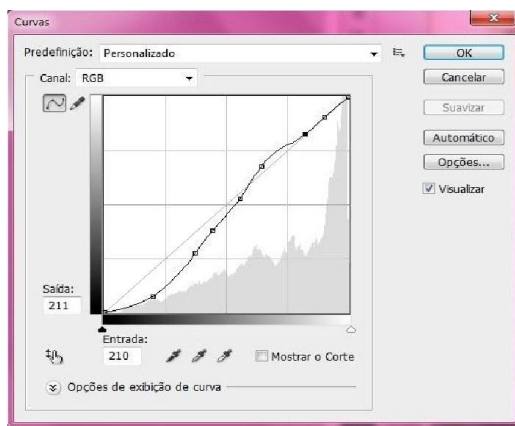 Curvas
Predefinição: Personalizado
OK
Canal: RGB
Cancelar
Suavizar
Automático
Opções...
Visualizar
Saída:
211
Entrada:
210
Mostrar o Corte
Opções de exibição de curva